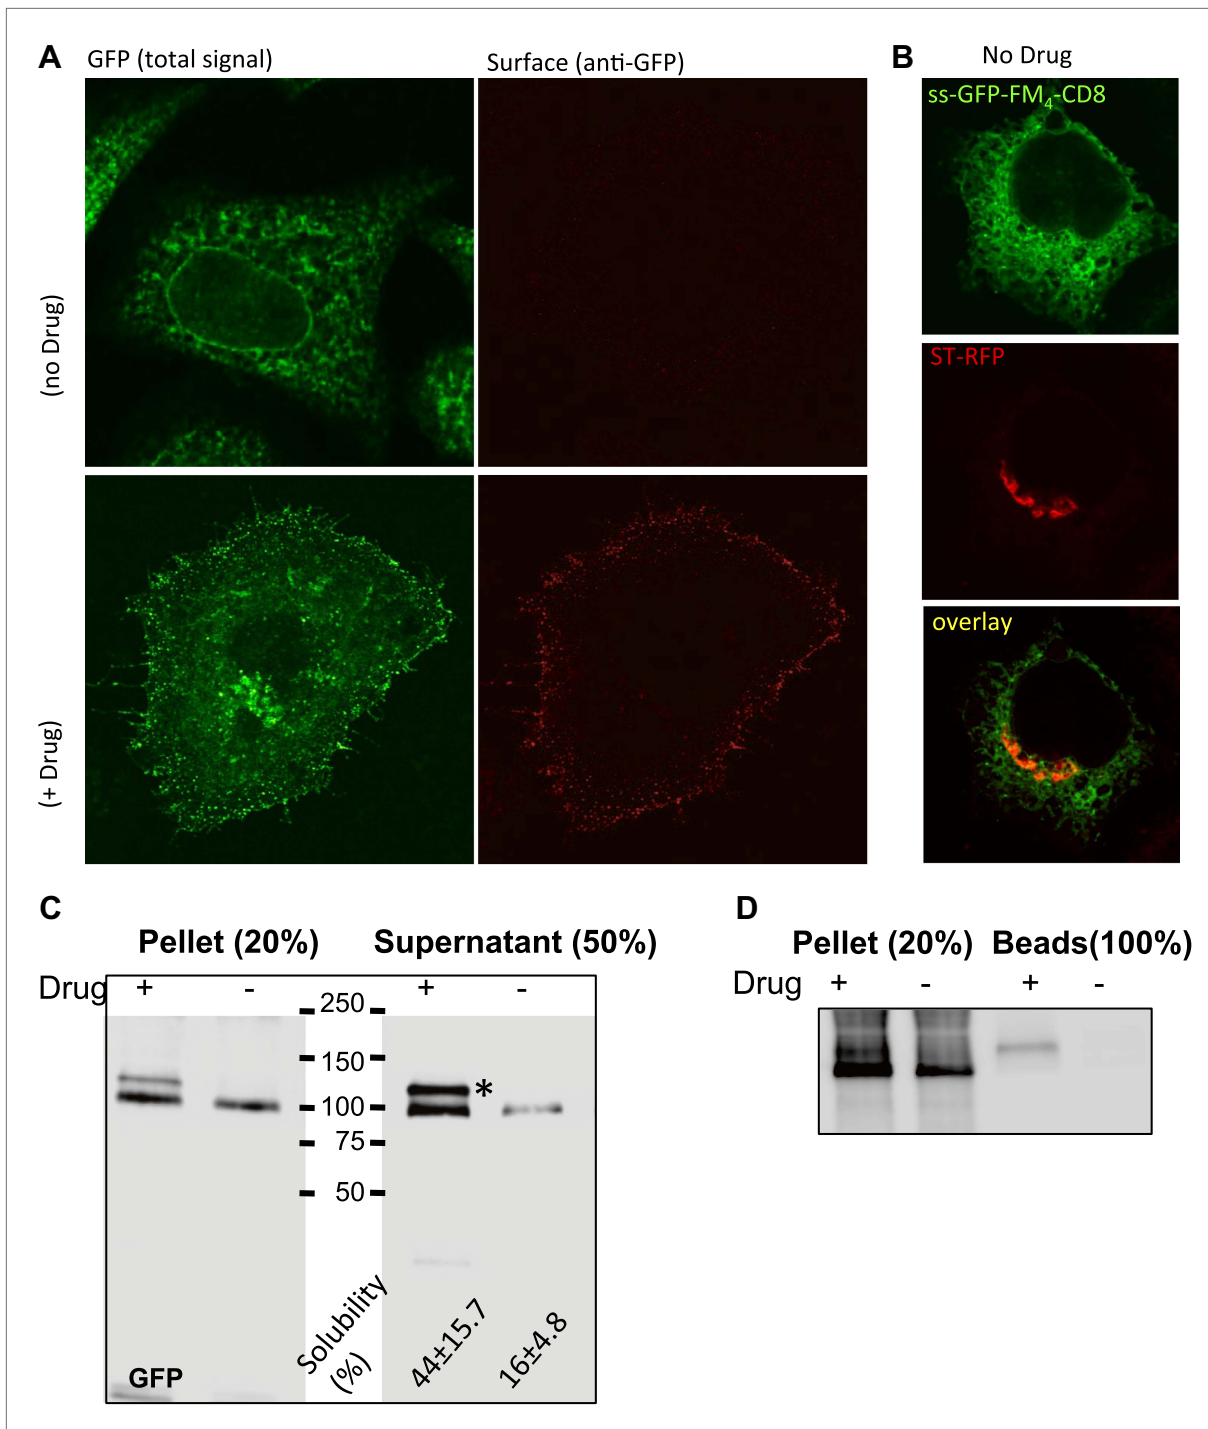 A
GFP (total signal)
Surface (anti-GFP)
(no Drug)
(+ Drug)
B
No Drug
ss-GFP-FM₄-CD8
ST-RFP
overlay
C
Pellet (20%) Supernatant (50%)
Drug + - + -
250
150
*
100
75
50
Solubility (%)
44±15.7
16±4.8
GFP
D
Pellet (20%) Beads(100%)
Drug + - + -